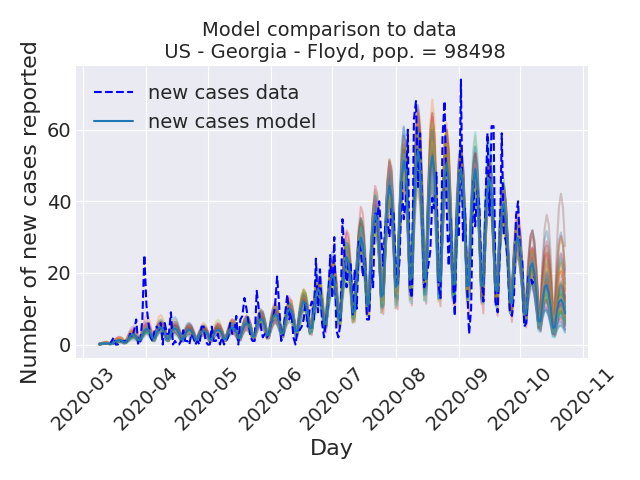 Model comparison to data
US - Georgia - Floyd, pop. = 98498
new cases data
new cases model
Number of new cases reported
60
40
20
0
2020-03
2020-04
2020-05
2020-06
2020-07
2020-08
2020-09
2020-10
2020-11
Day